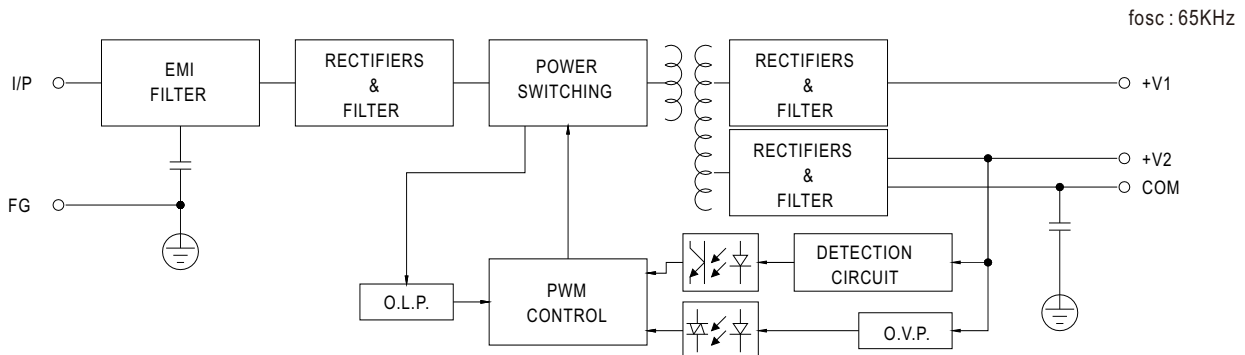 fosc : 65KHz
I/P
EMI
FILTER
RECTIFIERS
&
FILTER
POWER
SWITCHING
RECTIFIERS
&
FILTER
+V1
RECTIFIERS
&
FILTER
+V2
COM
FG
DETECTION
CIRCUIT
O.L.P.
PWM
CONTROL
O.V.P.